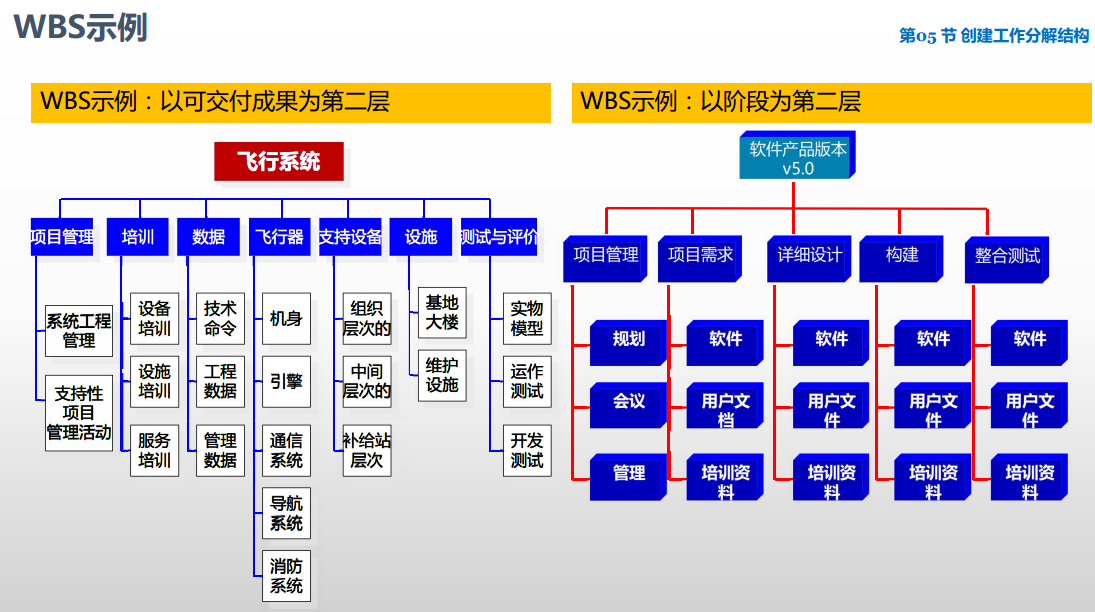 WBS示例
第05 节 创建工作分解结构
WBS示例：以可交付成果为第二层
飞行系统
项目管理
培训
数据
飞行器
支持设备
设施
测试与评价
系统工程
管理
支持性
项目
管理活动
设备
培训
设施
培训
服务
培训
技术
命令
工程
数据
管理
数据
机身
引擎
通信
系统
导航
系统
消防
系统
组织
层次的
中间
层次的
补给站
层次
基地
大楼
维护
设施
实物
模型
运作
测试
开发
测试
WBS示例：以阶段为第二层
软件产品版本
v5.0
项目管理
项目需求
详细设计
构建
整合测试
规划
会议
管理
软件
用户文
档
培训资
料
软件
用户文
件
培训资
料
软件
用户文
件
培训资
料
软件
用户文
件
培训资
料